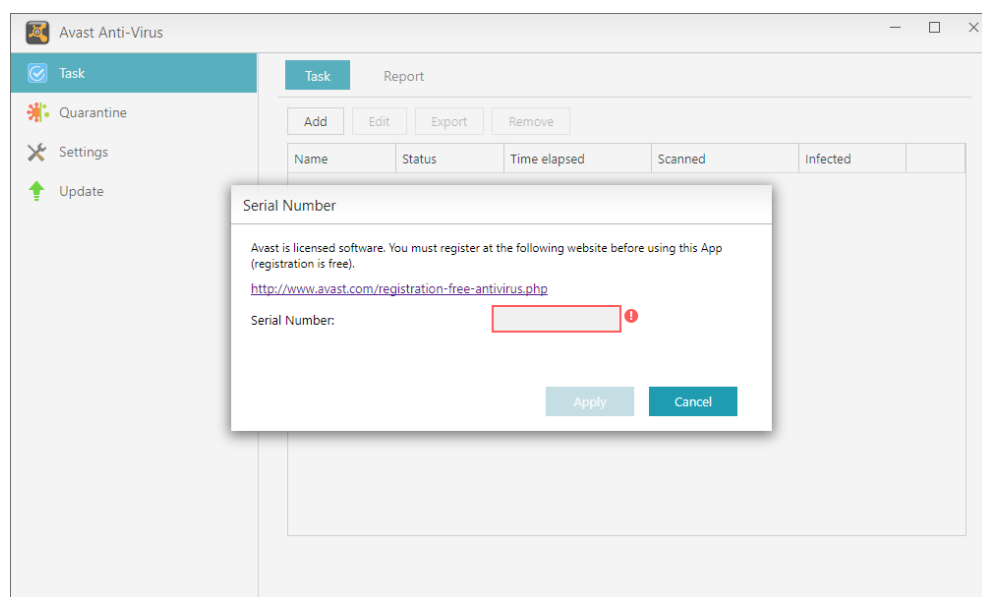 Avast Anti-Virus
Task
Quarantine
Settings
Update
Task Report
Add Edit Export Remove
Name Status Time elapsed Scanned Infected
Serial Number
Avast is licensed software. You must register at the following website before using this App
(registration is free).
http://www.avast.com/registration-free-antivirus.php
Serial Number:
Apply Cancel